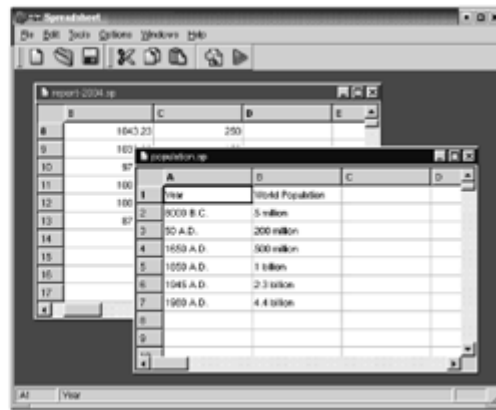 Spreadsheet
File Edit Tools Options Windows Help
report-2004.sp
B C D E
8 1043.23 250
9 103
10 97
11 100
12 100
13 87
14
15
16
17
population.sp
A B C D
1 Year World Population
2 8000 B.C. 5 million
3 50 A.D. 200 million
4 1650 A.D. 500 million
5 1850 A.D. 1 billion
6 1945 A.D. 2.3 billion
7 1980 A.D. 4.4 billion
8
9
A1 Year